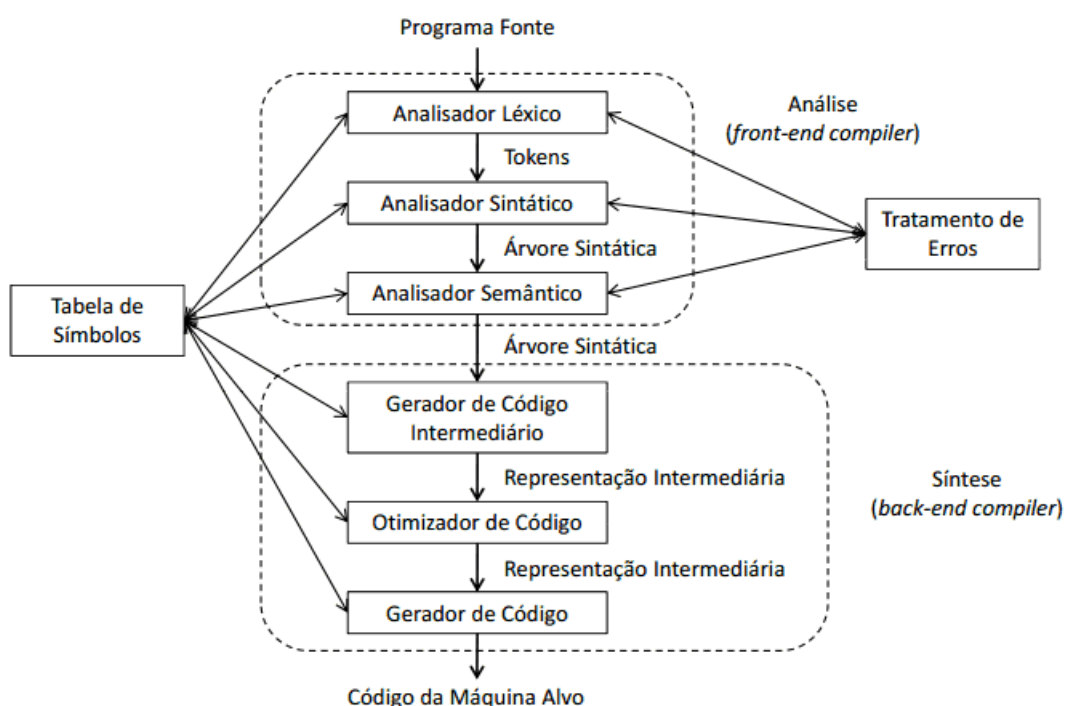 Programa Fonte
Analisador Léxico
Análise
(front-end compiler)
Tokens
Analisador Sintático
Tratamento de
Erros
Árvore Sintática
Analisador Semântico
Tabela de
Símbolos
Árvore Sintática
Gerador de Código
Intermediário
Representação Intermediária
Síntese
(back-end compiler)
Otimizador de Código
Representação Intermediária
Gerador de Código
Código da Máquina Alvo